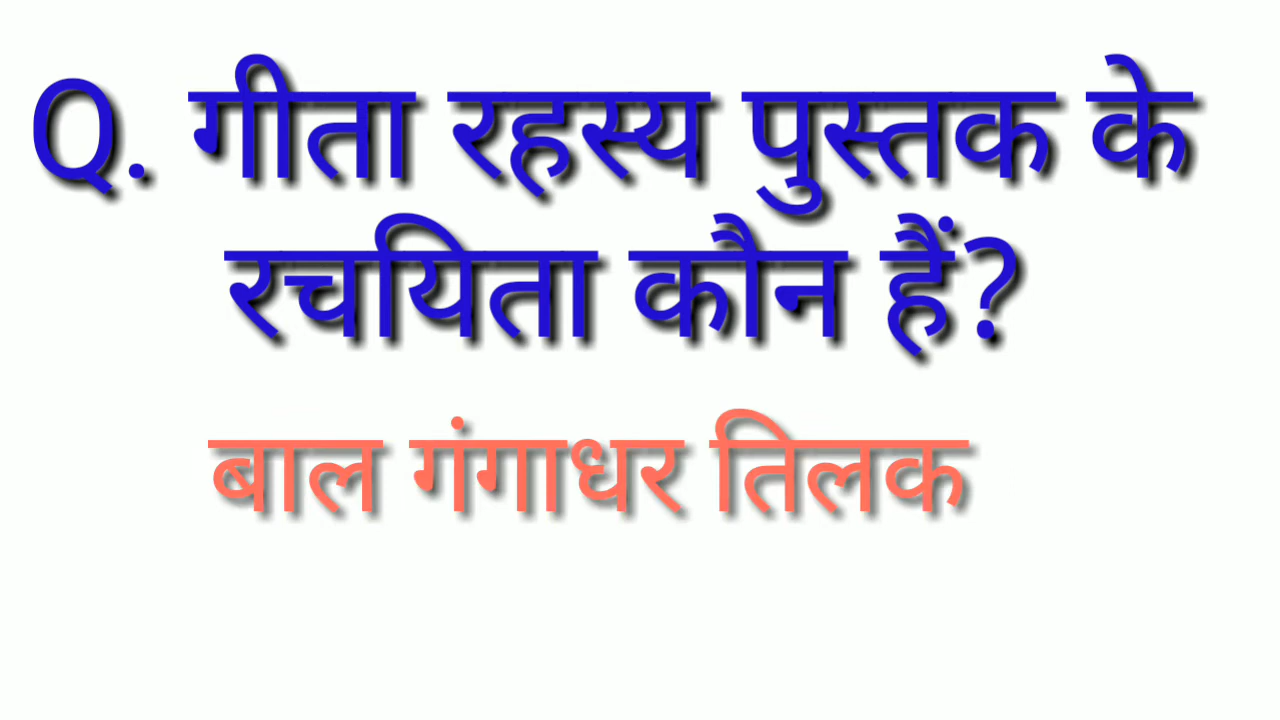 Q. गीता रहस्य पुस्तक के
रचयिता कौन हैं?
बाल गंगाधर तिलक